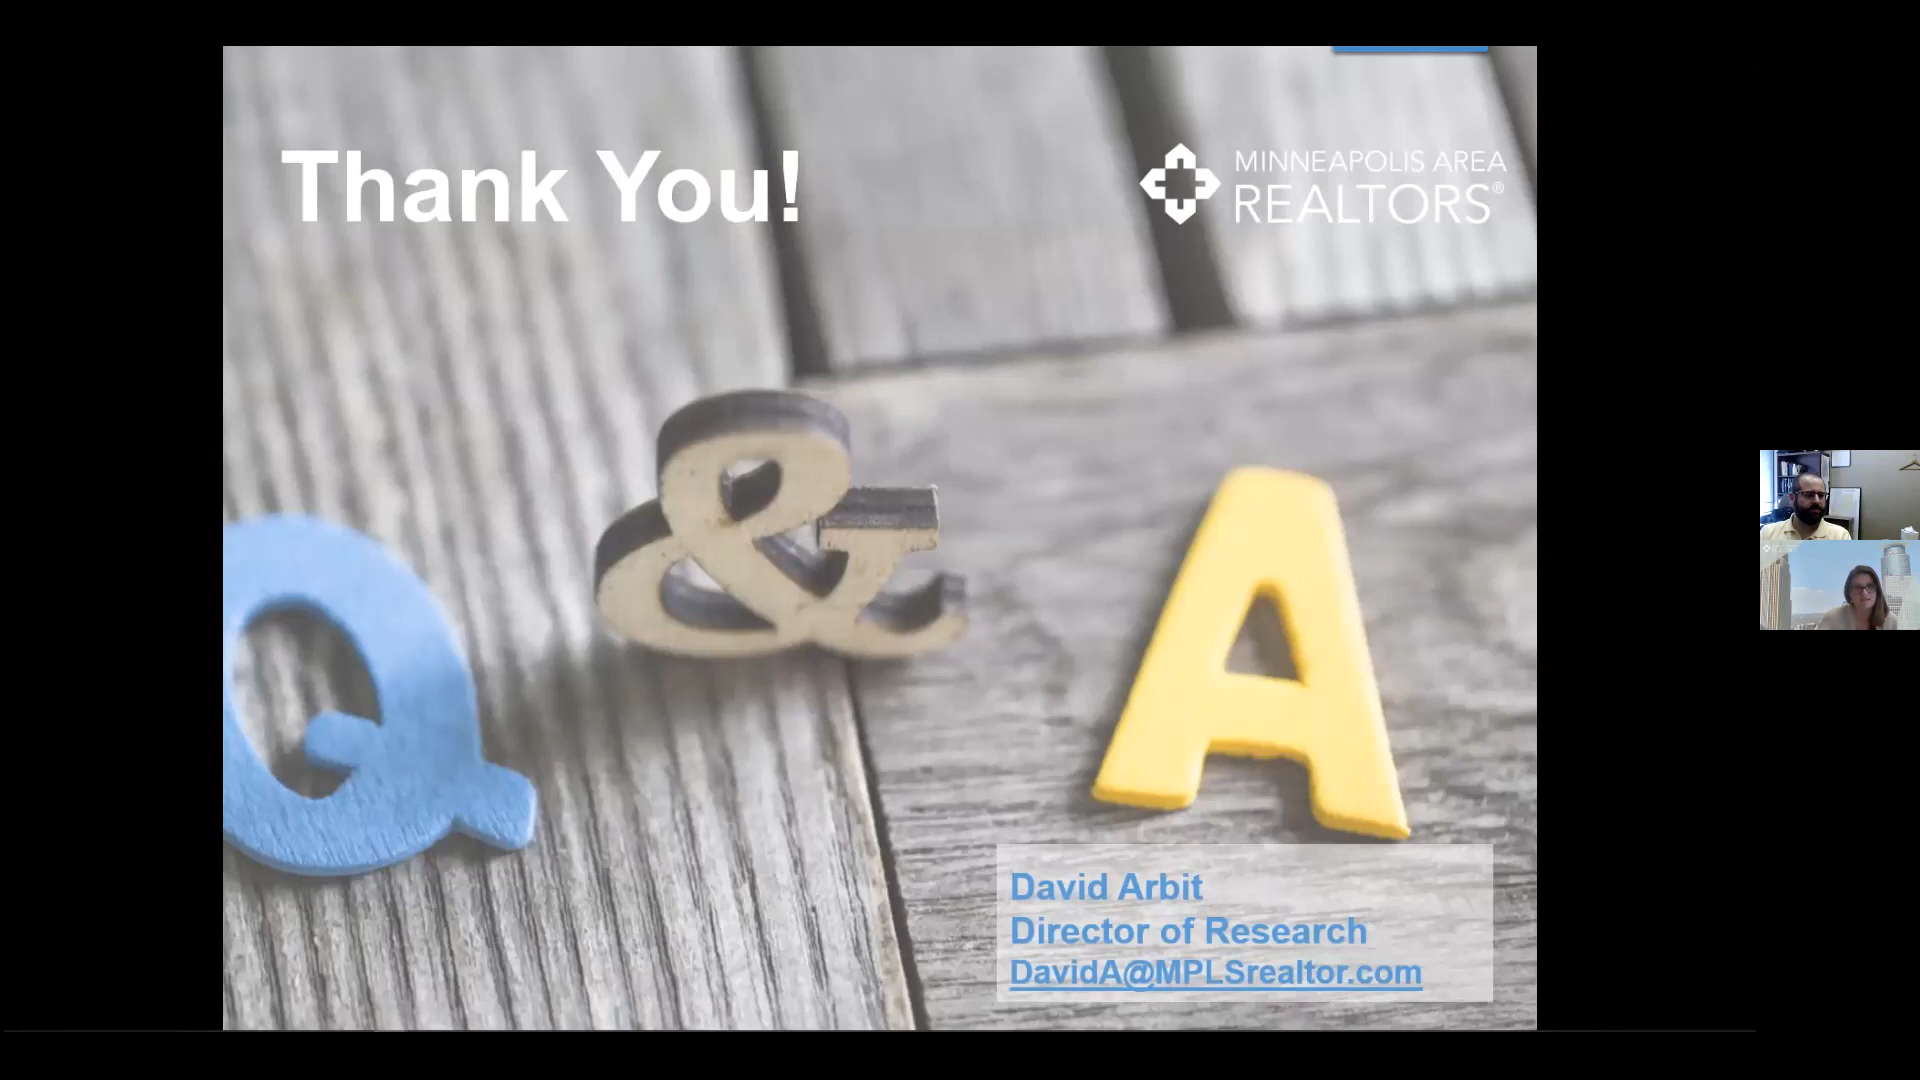 Thank You!
MINNEAPOLIS AREA
REALTORS®
Q & A
David Arbit
Director of Research
DavidA@MPLSrealtor.com